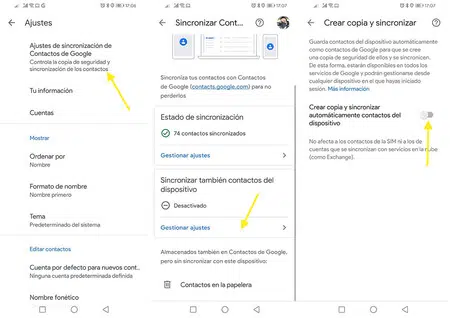 17:06
Ajustes
Ajustes de sincronización de
Contactos de Google
Controla la copia de seguridad y
sincronización de los contactos
Tu información
Cuentas
Mostrar
Ordenar por
Nombre
Formato de nombre
Nombre primero
Tema
Predeterminado del sistema
Editar contactos
Cuenta por defecto para nuevos cont...
Ninguna cuenta predeterminada definida
Nombre fonético
17:07
Sincronizar Cont...
Sincroniza tus contactos con Contactos
de Google (contacts.google.com) para
no perderlos.
Estado de sincronización
74 contactos sincronizados
Gestionar ajustes
Sincronizar también contactos del
dispositivo
Desactivado
Gestionar ajustes
Almacenados también en Contactos de Google,
pero sin sincronizar con este dispositivo:
Contactos en la papelera
17:07
Crear copia y sincronizar
Guarda contactos del dispositivo automáticamente
como contactos de Google para que se cree
una copia de seguridad de ellos y se sincronicen.
De esta forma, estarán disponibles en todos los
servicios de Google y podrán gestionarse desde
cualquier dispositivo en el que hayas iniciado
sesión. Más información
Crear copia y sincronizar
automáticamente contactos del
dispositivo
No afecta a los contactos de la SIM ni a los de
cuentas que se sincronizan con servicios en la nube
(como Exchange).